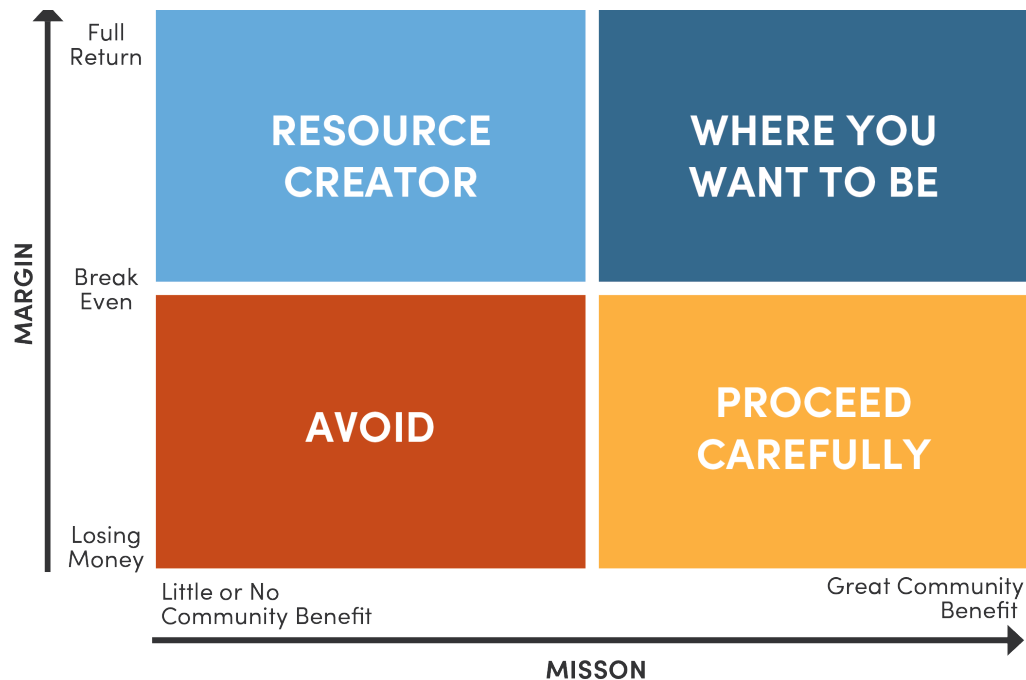 Full
Return
RESOURCE
CREATOR
WHERE YOU
WANT TO BE
MARGIN
Break
Even
AVOID
PROCEED
CAREFULLY
Losing
Money
Little or No
Community Benefit
Great Community
Benefit
MISSON